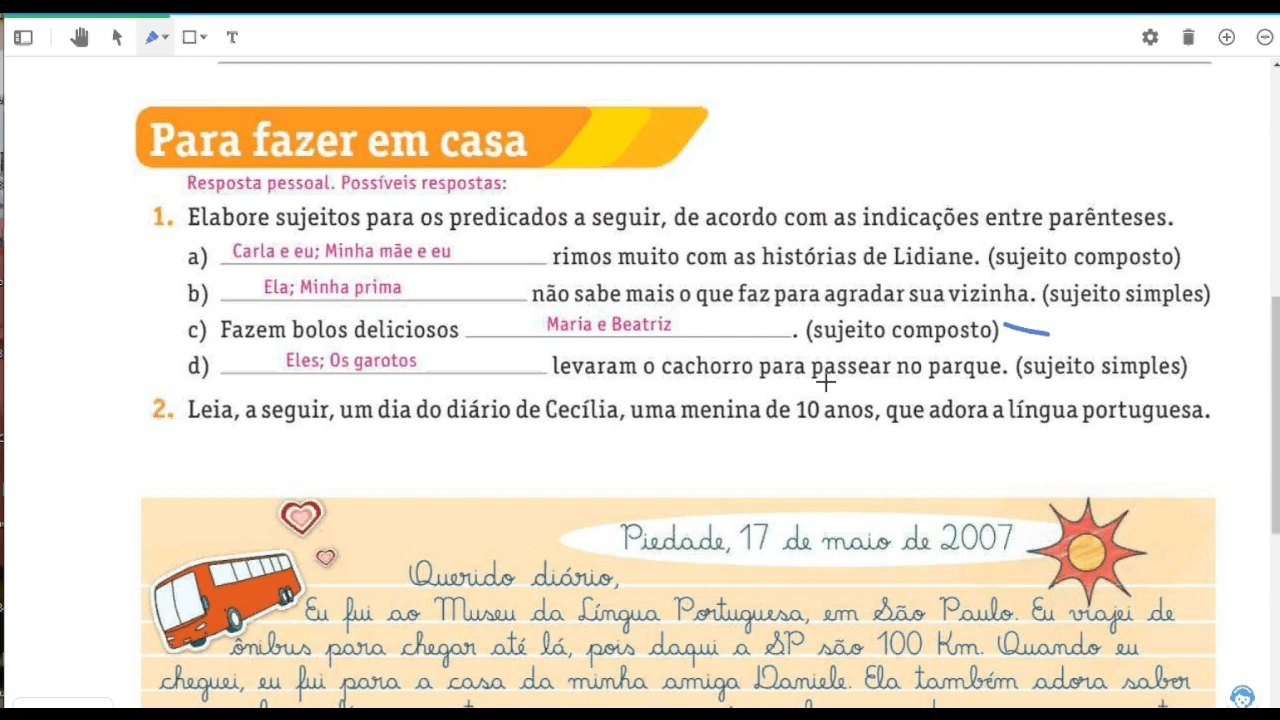 T
Para fazer em casa
Resposta pessoal. Possíveis respostas:
1. Elabore sujeitos para os predicados a seguir, de acordo com as indicações entre parênteses.
a) Carla e eu; Minha mãe e eu rimos muito com as histórias de Lidiane. (sujeito composto)
b) Ela; Minha prima não sabe mais o que faz para agradar sua vizinha. (sujeito simples)
c) Fazem bolos deliciosos Maria e Beatriz. (sujeito composto)
d) Eles; Os garotos levaram o cachorro para passear no parque. (sujeito simples)
2. Leia, a seguir, um dia do diário de Cecília, uma menina de 10 anos, que adora a língua portuguesa.
Piedade, 17 de maio de 2007
Querido diário,
Eu fui ao Museu da Língua Portuguesa, em São Paulo. Eu viajei de
ônibus para chegar até lá, pois daqui a SP são 100 Km. Quando eu
cheguei, eu fui para a casa da minha amiga Daniele. Ela também adora saber